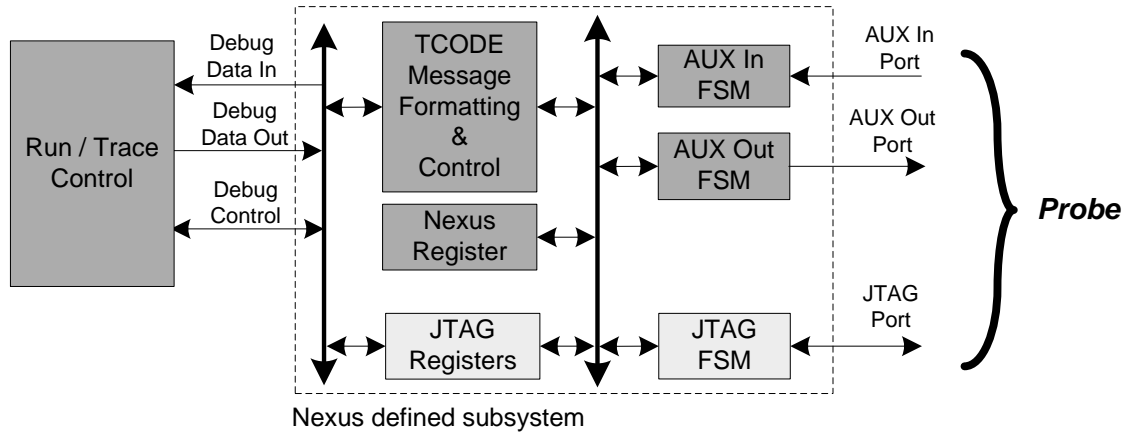 Run / Trace
Control
Debug
Data In
Debug
Data Out
Debug
Control
TCODE
Message
Formatting
&
Control
Nexus
Register
JTAG
Registers
AUX In
FSM
AUX Out
FSM
JTAG
FSM
AUX In
Port
AUX Out
Port
JTAG
Port
Probe
Nexus defined subsystem